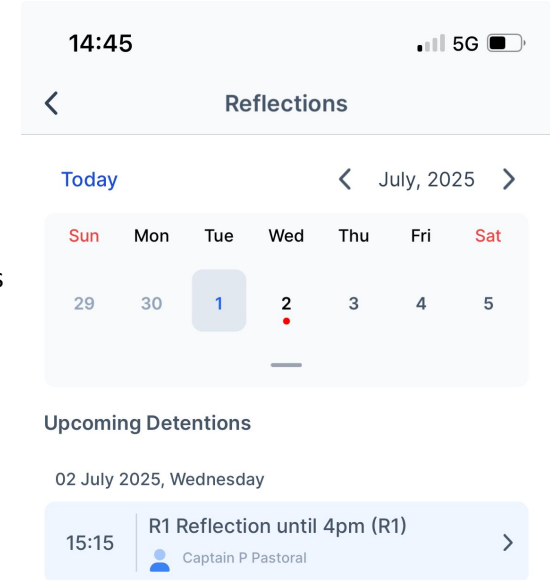 14:45 5G
Reflections
Today July, 2025
Sun Mon Tue Wed Thu Fri Sat
29 30 1 2 3 4 5
Upcoming Detentions
02 July 2025, Wednesday
R1 Reflection until 4pm (R1)
15:15
Captain P Pastoral